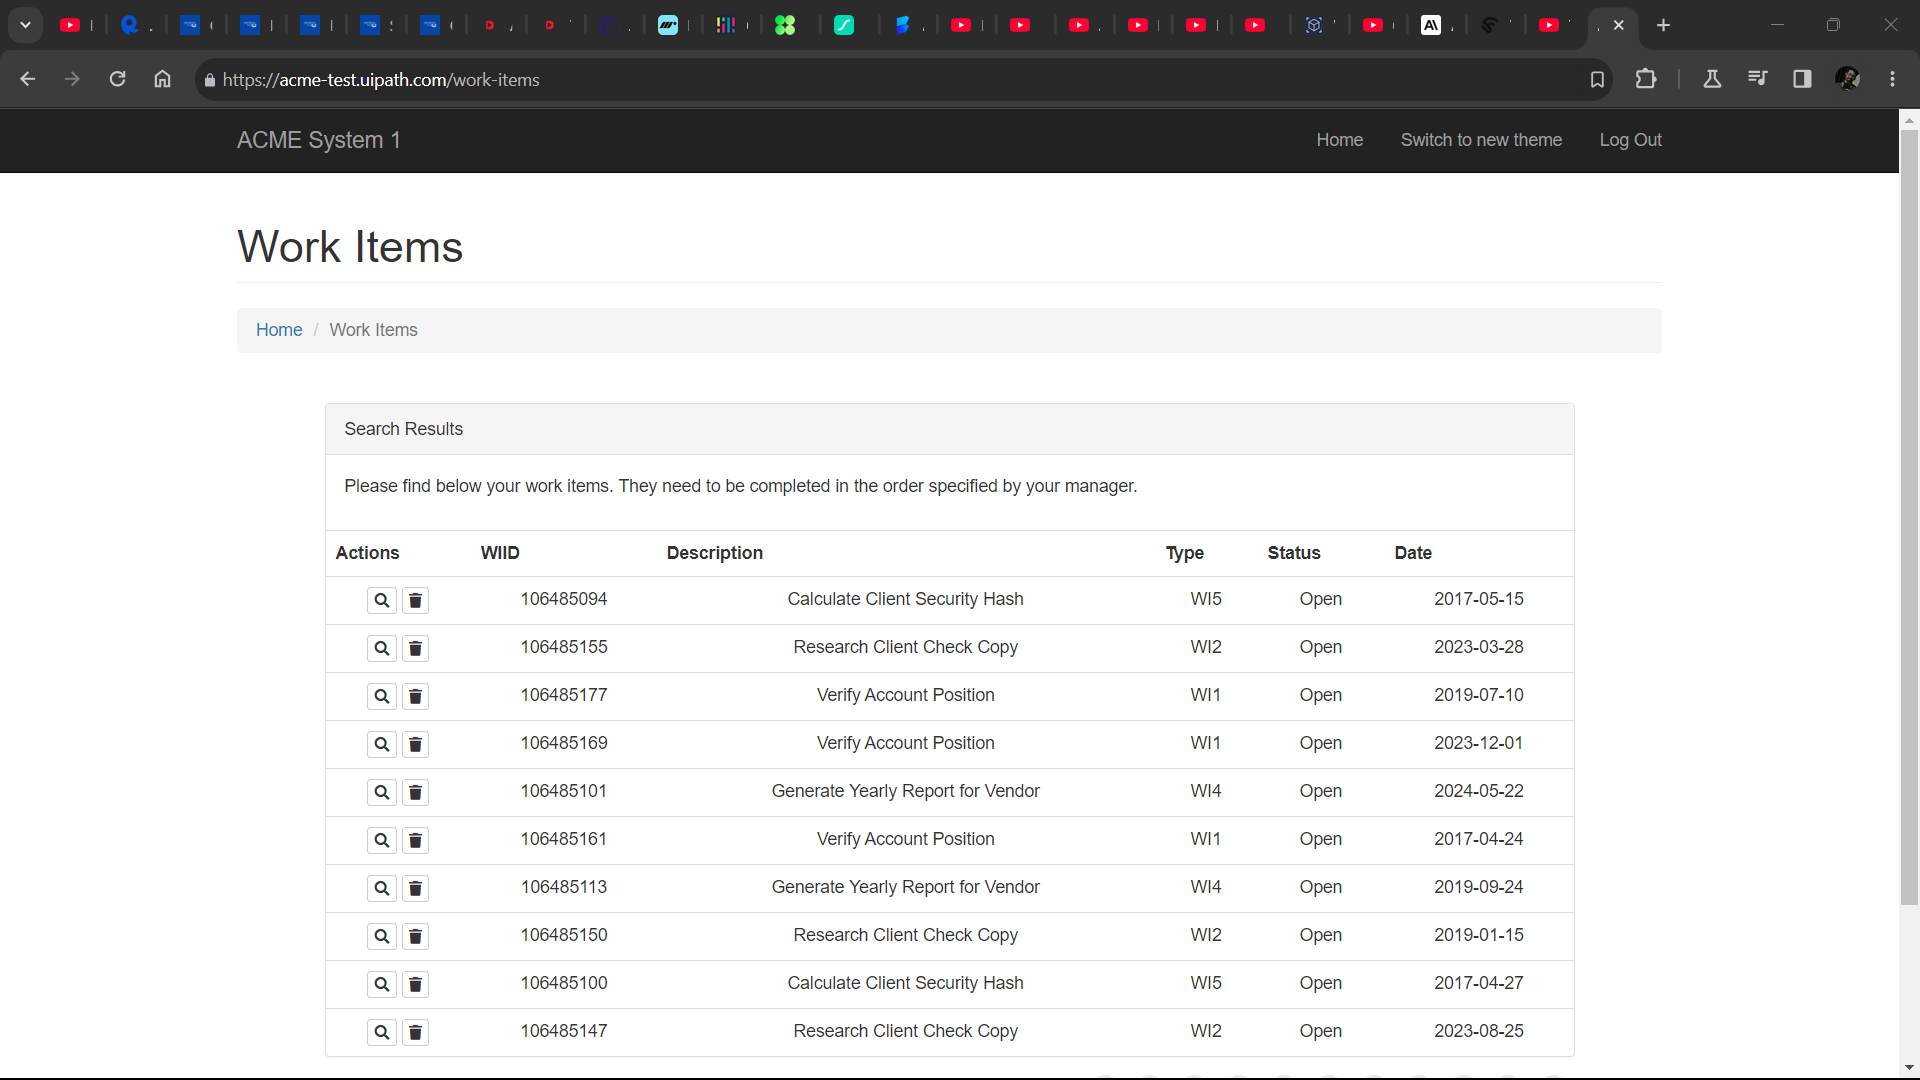 https://acme-test.uipath.com/work-items
ACME System 1
Home Switch to new theme Log Out
Work Items
Home / Work Items
Search Results
Please find below your work items. They need to be completed in the order specified by your manager.
Actions WIID Description Type Status Date
106485094 Calculate Client Security Hash WI5 Open 2017-05-15
106485155 Research Client Check Copy WI2 Open 2023-03-28
106485177 Verify Account Position WI1 Open 2019-07-10
106485169 Verify Account Position WI1 Open 2023-12-01
106485101 Generate Yearly Report for Vendor WI4 Open 2024-05-22
106485161 Verify Account Position WI1 Open 2017-04-24
106485113 Generate Yearly Report for Vendor WI4 Open 2019-09-24
106485150 Research Client Check Copy WI2 Open 2019-01-15
106485100 Calculate Client Security Hash WI5 Open 2017-04-27
106485147 Research Client Check Copy WI2 Open 2023-08-25